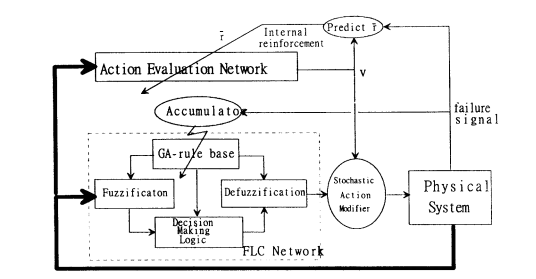 Predict r̄
Internal
r̄
reinforcement
Action Evaluation Network
v
Accumulato
failure
signal
GA-rule base
Fuzzificaton
Defuzzification
Stochastic
Action
Modifier
Physical
System
Decision
Making
Logic
FLC Network